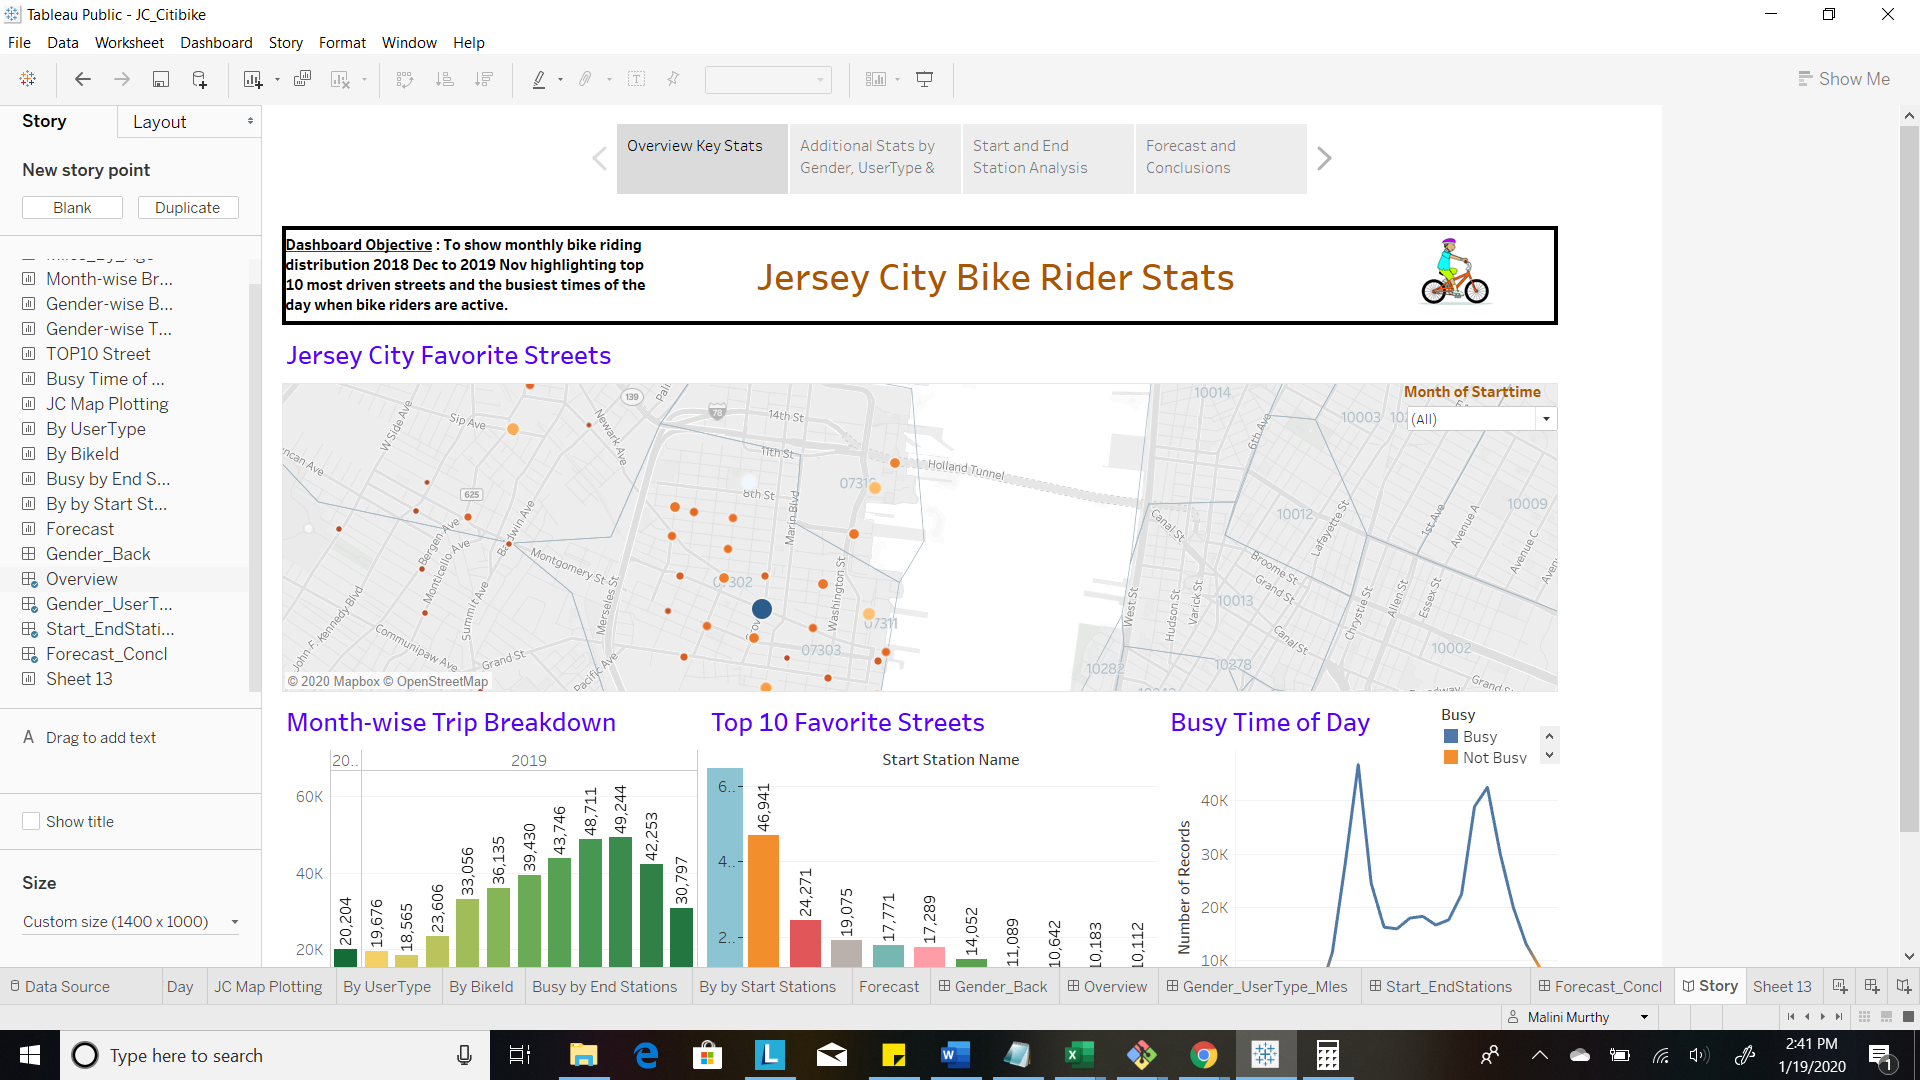 Tableau Public - JC_Citibike
File Data Worksheet Dashboard Story Format Window Help
Show Me
Story Layout
New story point
Blank Duplicate
Month-wise Br...
Gender-wise B...
Gender-wise T...
TOP10 Street
Busy Time of ...
JC Map Plotting
By UserType
By BikeId
Busy by End S...
By by Start St...
Forecast
Gender_Back
Overview
Gender_UserT...
Start_EndStati...
Forecast_Concl
Sheet 13
A Drag to add text
Show title
Size
Custom size (1400 x 1000)
Overview Key Stats
Additional Stats by
Gender, UserType &
Start and End
Station Analysis
Forecast and
Conclusions
Dashboard Objective : To show monthly bike riding
distribution 2018 Dec to 2019 Nov highlighting top
10 most driven streets and the busiest times of the
day when bike riders are active.
Jersey City Bike Rider Stats
Jersey City Favorite Streets
Month of Starttime
(All)
139
78
14th St
10014
10003
Sip Ave
W Side Ave
Newark Ave
11th St
Holland Tunnel
6th Ave
8th St
625
Marin Blvd
10009
10012
Canal St
Lafayette St
1st Ave
Avenue A
Avenue C
Bergen Ave
Monticello Ave
Baldwin Ave
Montgomery St
07302
Washington St
Broome St
Grand St
10013
John F. Kennedy Blvd
Summit Ave
Merseles St
07311
West St
Hudson St
Varick St
Chrystie St
Allen St
Essex St
Communipaw Ave
Grand St
Pacific Ave
07303
Canal St
10282
10278
10002
Grand St
© 2020 Mapbox © OpenStreetMap
Month-wise Trip Breakdown
20..
2019
60K
40K
20K
20,204
19,676
18,565
23,606
33,056
36,135
39,430
43,746
48,711
49,244
42,253
30,797
Top 10 Favorite Streets
Start Station Name
6..
4..
2..
46,941
24,271
19,075
17,771
17,289
14,052
11,089
10,642
10,183
10,112
Busy Time of Day
Busy
Busy
Not Busy
Number of Records
40K
30K
20K
10K
Data Source Day JC Map Plotting By UserType By BikeId Busy by End Stations By by Start Stations Forecast Gender_Back Overview Gender_UserType_MIes Start_EndStations Forecast_Concl Story Sheet 13
Malini Murthy
Type here to search
2:41 PM
1/19/2020
1